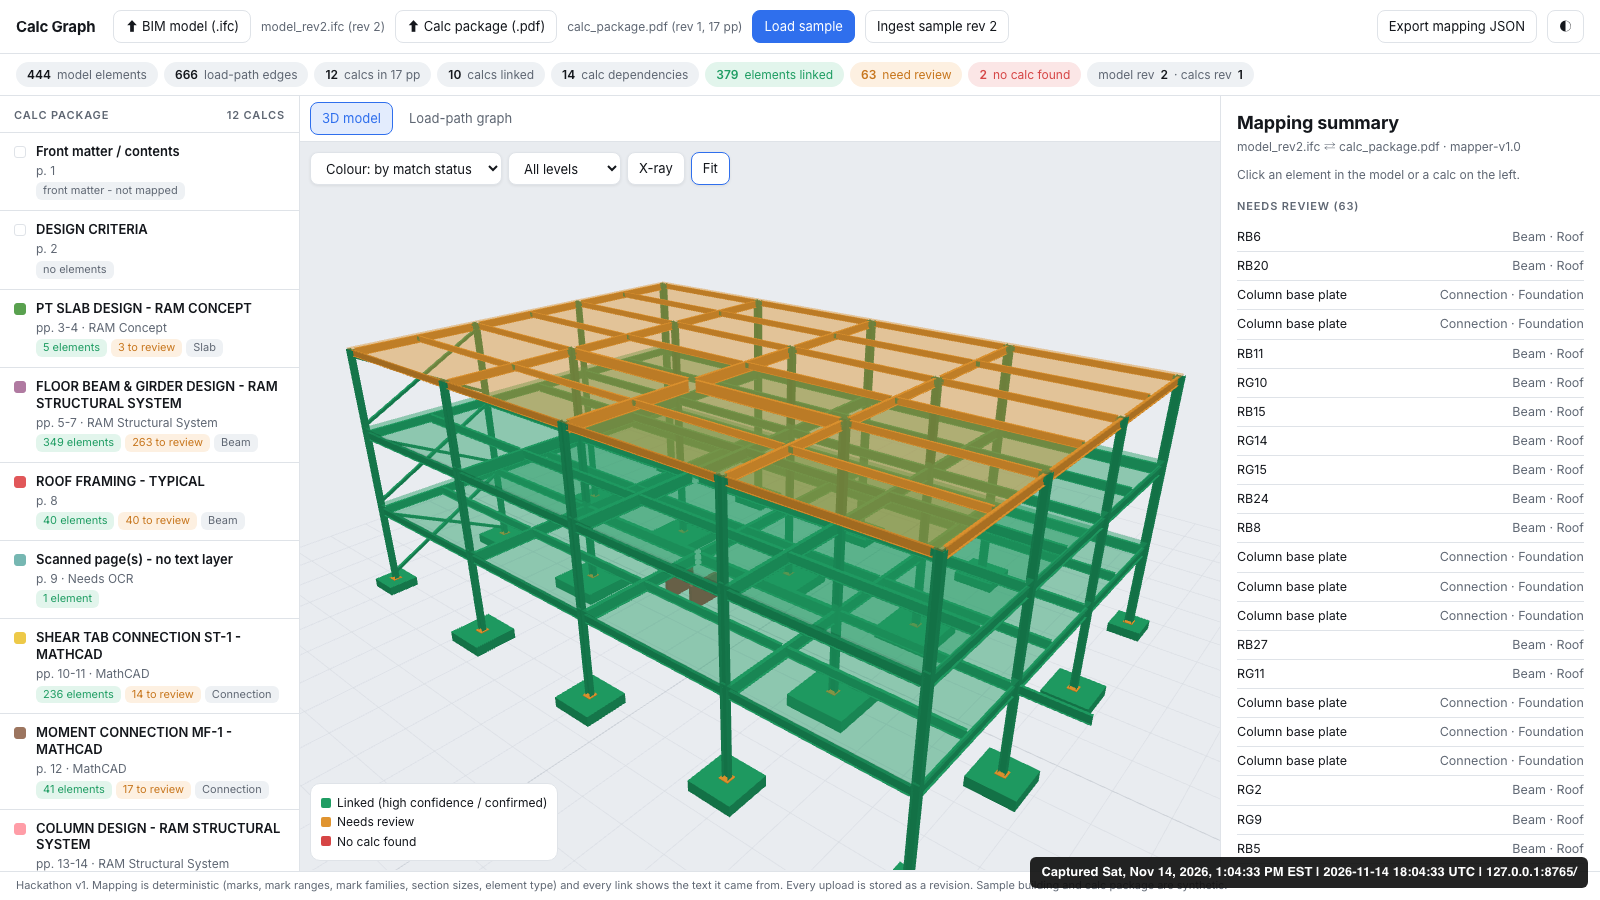 Calc Graph
BIM model (.ifc)
model_rev2.ifc (rev 2)
Calc package (.pdf)
calc_package.pdf (rev 1, 17 pp)
Load sample
Ingest sample rev 2
Export mapping JSON
444 model elements
666 load-path edges
12 calcs in 17 pp
10 calcs linked
14 calc dependencies
379 elements linked
63 need review
2 no calc found
model rev 2 · calcs rev 1
CALC PACKAGE
12 CALCS
Front matter / contents
p. 1
front matter - not mapped
DESIGN CRITERIA
p. 2
no elements
PT SLAB DESIGN - RAM CONCEPT
pp. 3-4 · RAM Concept
5 elements
3 to review
Slab
FLOOR BEAM & GIRDER DESIGN - RAM
STRUCTURAL SYSTEM
pp. 5-7 · RAM Structural System
349 elements
263 to review
Beam
ROOF FRAMING - TYPICAL
p. 8
40 elements
40 to review
Beam
Scanned page(s) - no text layer
p. 9 · Needs OCR
1 element
SHEAR TAB CONNECTION ST-1 -
MATHCAD
pp. 10-11 · MathCAD
236 elements
14 to review
Connection
MOMENT CONNECTION MF-1 -
MATHCAD
p. 12 · MathCAD
41 elements
17 to review
Connection
COLUMN DESIGN - RAM STRUCTURAL
SYSTEM
pp. 13-14 · RAM Structural System
3D model
Load-path graph
Colour: by match status
All levels
X-ray
Fit
Linked (high confidence / confirmed)
Needs review
No calc found
Mapping summary
model_rev2.ifc ⇄ calc_package.pdf · mapper-v1.0
Click an element in the model or a calc on the left.
NEEDS REVIEW (63)
RB6 Beam · Roof
RB20 Beam · Roof
Column base plate Connection · Foundation
Column base plate Connection · Foundation
RB11 Beam · Roof
RG10 Beam · Roof
RB15 Beam · Roof
RG14 Beam · Roof
RG15 Beam · Roof
RB24 Beam · Roof
RB8 Beam · Roof
Column base plate Connection · Foundation
Column base plate Connection · Foundation
Column base plate Connection · Foundation
RB27 Beam · Roof
RG11 Beam · Roof
Column base plate Connection · Foundation
Column base plate Connection · Foundation
Column base plate Connection · Foundation
RG2 Beam · Roof
RG9 Beam · Roof
RB5 Beam · Roof
Hackathon v1. Mapping is deterministic (marks, mark ranges, mark families, section sizes, element type) and every link shows the text it came from. Every upload is stored as a revision. Sample building and calc package are synthetic.
Captured Sat, Nov 14, 2026, 1:04:33 PM EST | 2026-11-14 18:04:33 UTC | 127.0.0.1:8765/